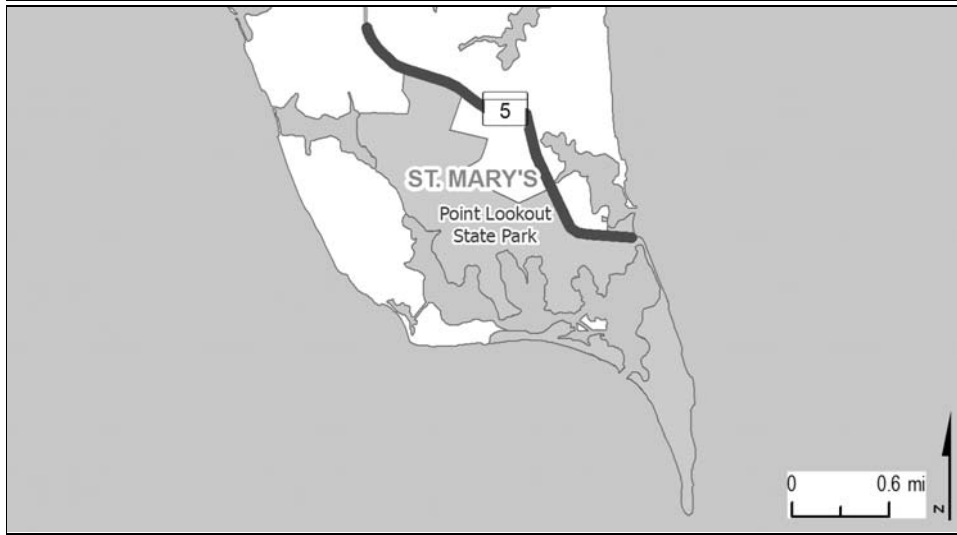 5
ST. MARY'S
Point Lookout
State Park
0 0.6 mi
N